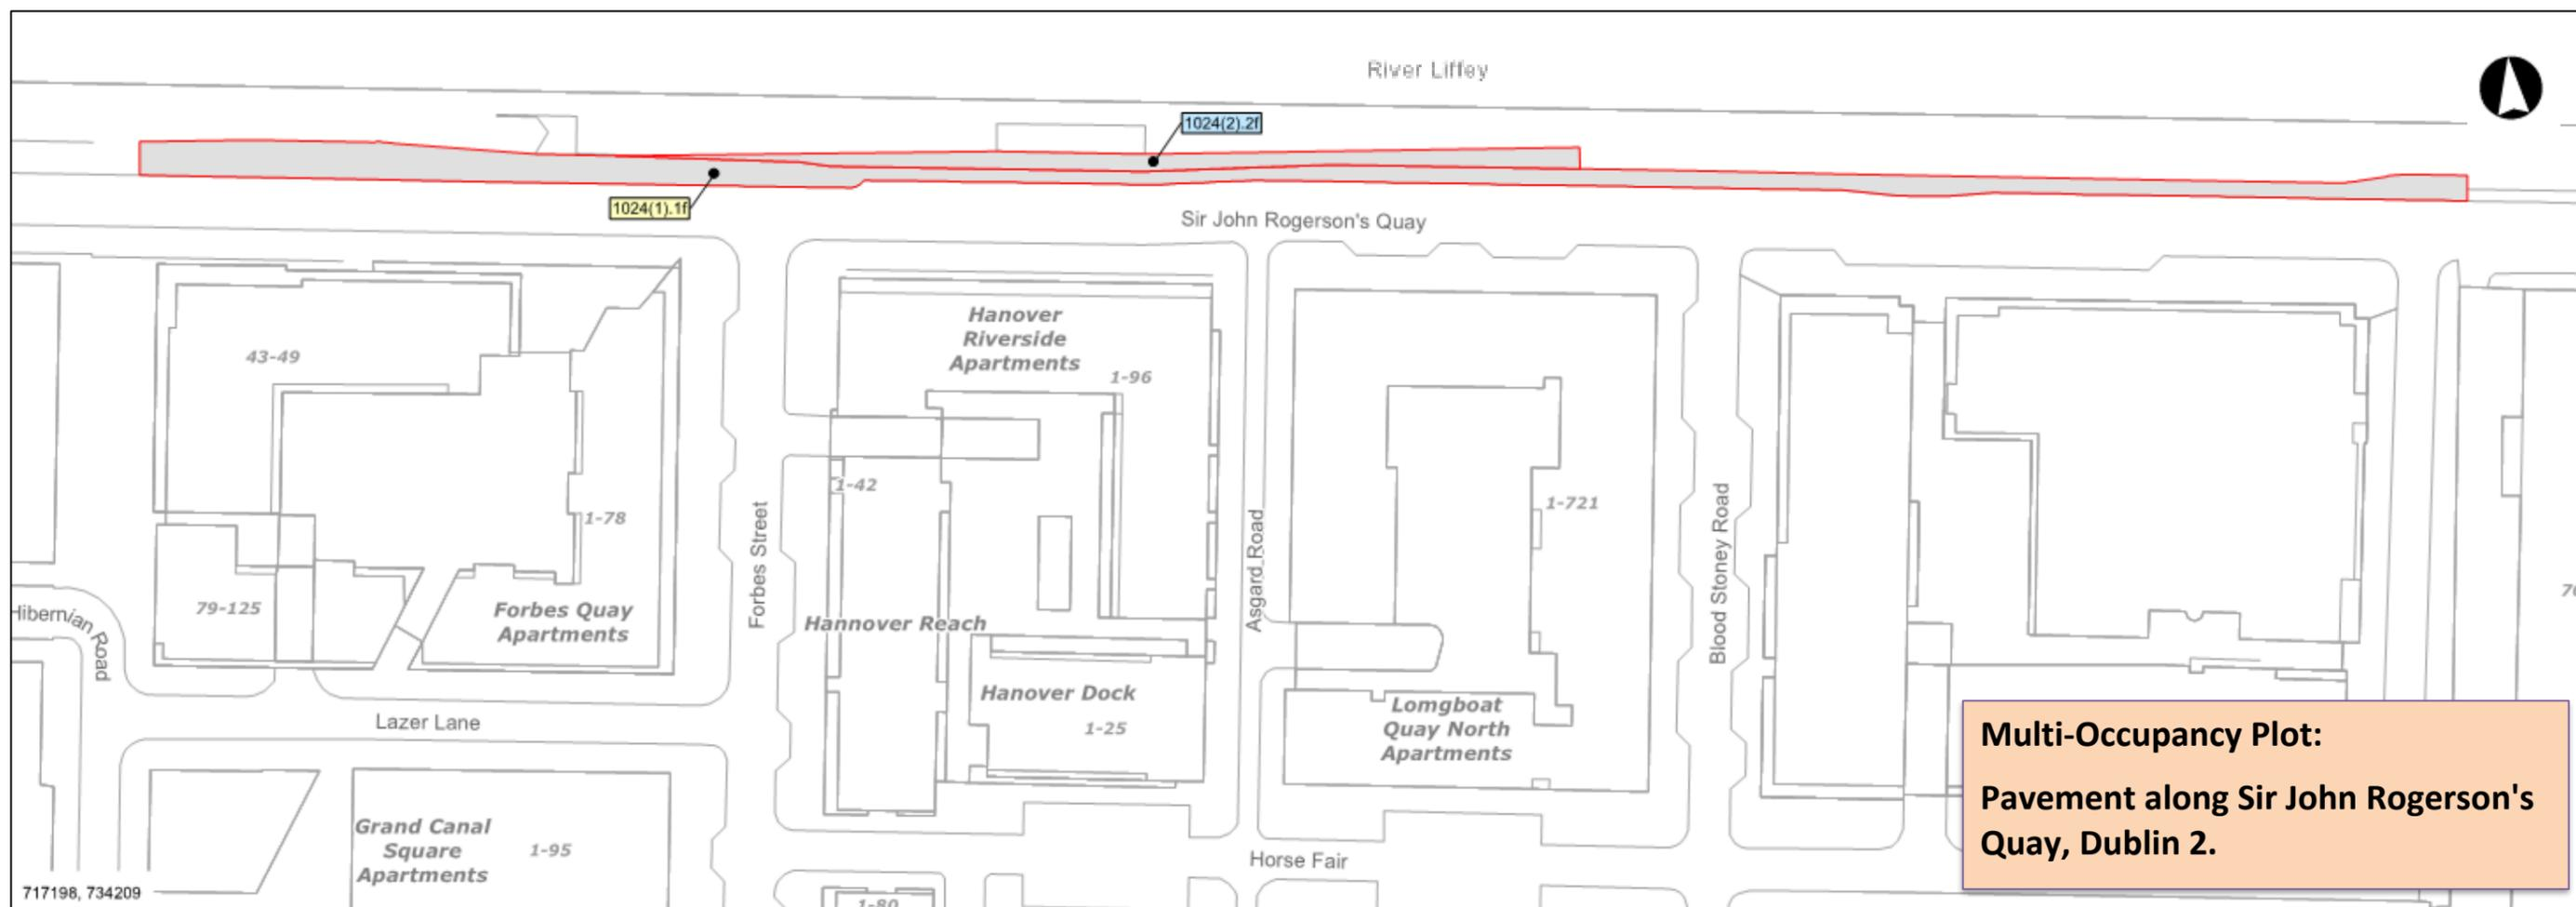 River Liffey
1024(2).2f
1024(1).1f
Sir John Rogerson's Quay
Hanover
Riverside
Apartments
1-96
43-49
1-42
1-78
1-721
Forbes Street
Asgard Road
Blood Stoney Road
Hibernian Road
79-125
Forbes Quay
Apartments
Hannover Reach
Hanover Dock
1-25
Lomgboat
Quay North
Apartments
Lazer Lane
Grand Canal
Square
Apartments
1-95
Horse Fair
1-80
717198, 734209
Multi-Occupancy Plot:
Pavement along Sir John Rogerson's
Quay, Dublin 2.